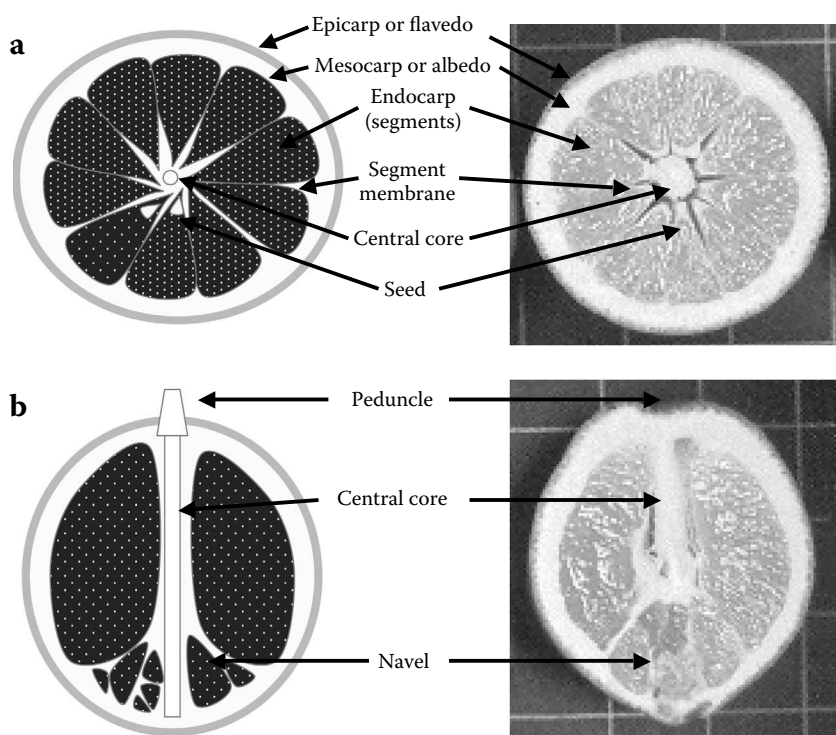 a
Epicarp or flavedo
Mesocarp or albedo
Endocarp
(segments)
Segment
membrane
Central core
Seed
b
Peduncle
Central core
Navel